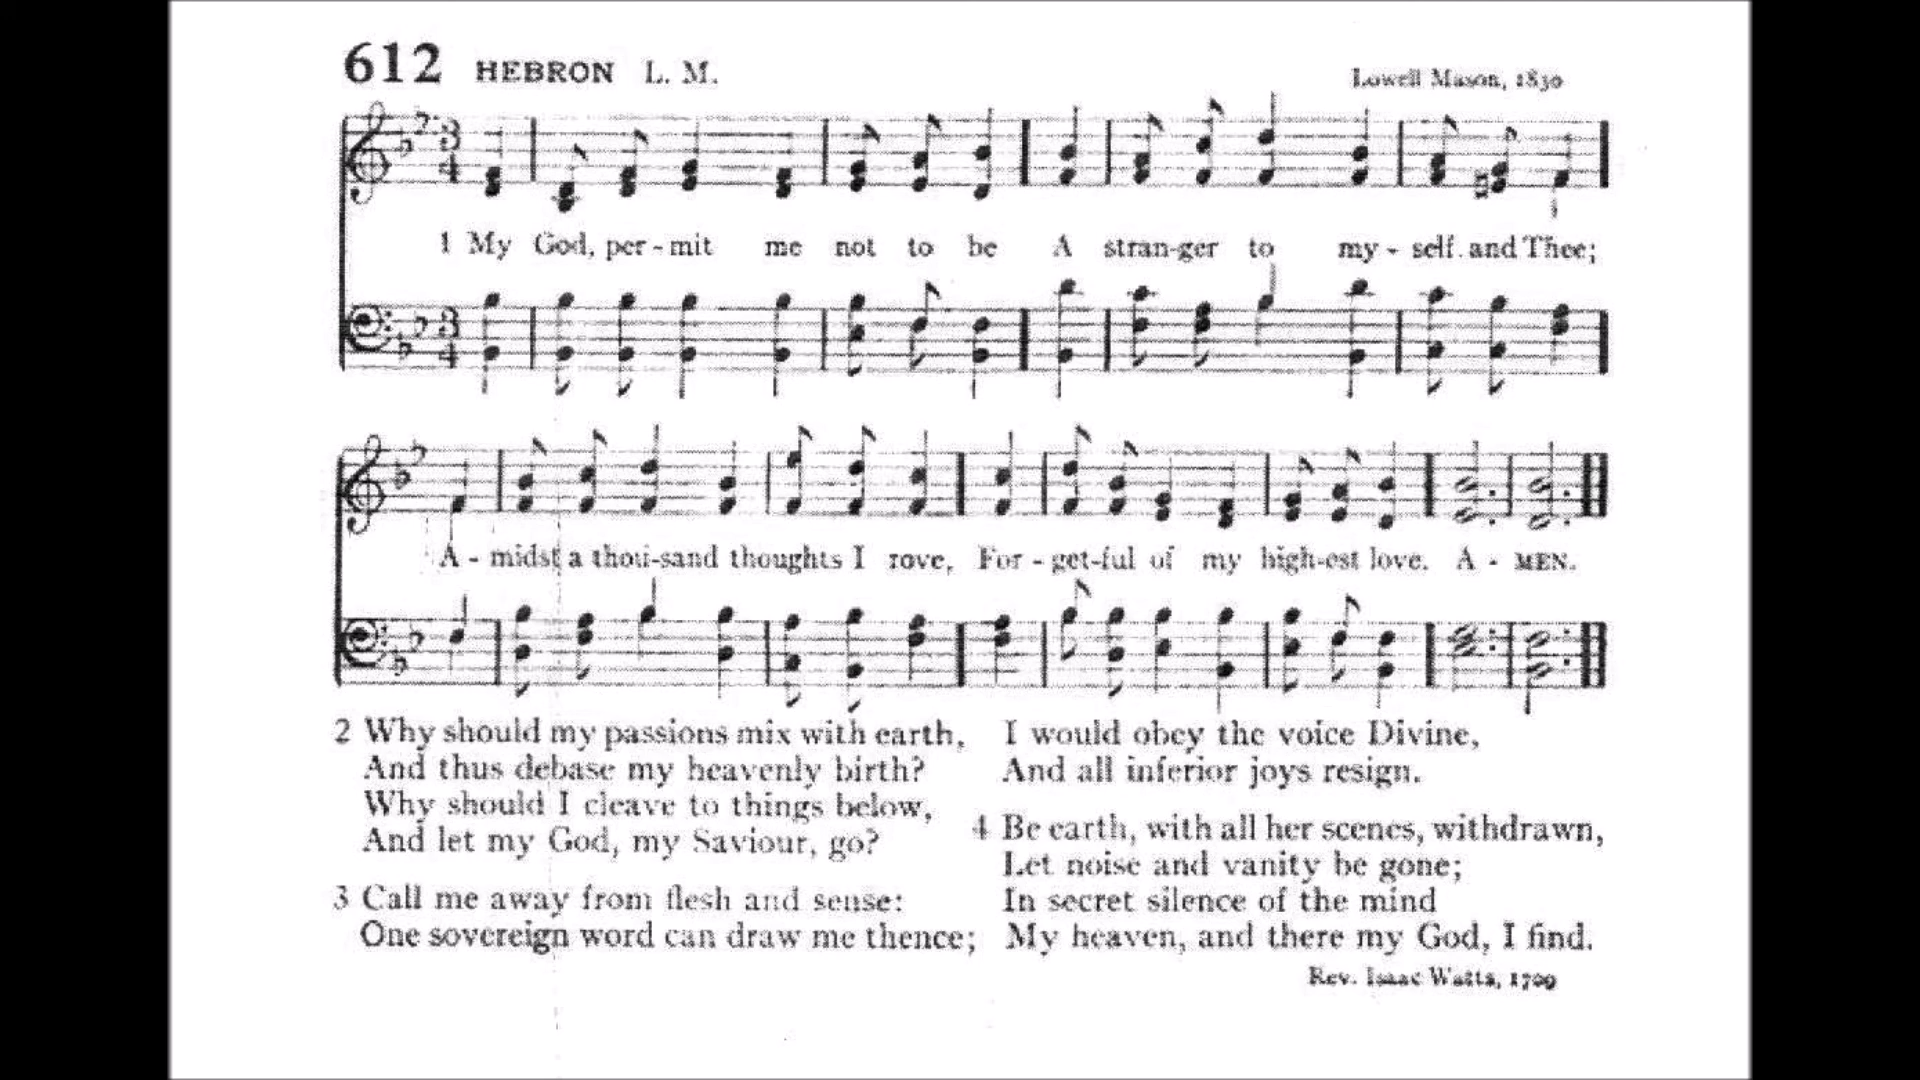 612 HEBRON L. M.
Lowell Mason, 1830
1 My God, per-mit me not to be A stran-ger to my-self and Thee;
A-midst a thou-sand thoughts I rove, For-get-ful of my high-est love. A-MEN.
2 Why should my passions mix with earth,
And thus debase my heavenly birth?
Why should I cleave to things below,
And let my God, my Saviour, go?
3 Call me away from flesh and sense:
One sovereign word can draw me thence;
I would obey the voice Divine,
And all inferior joys resign.
4 Be earth, with all her scenes, withdrawn,
Let noise and vanity be gone;
In secret silence of the mind
My heaven, and there my God, I find.
Rev. Isaac Watts, 1709